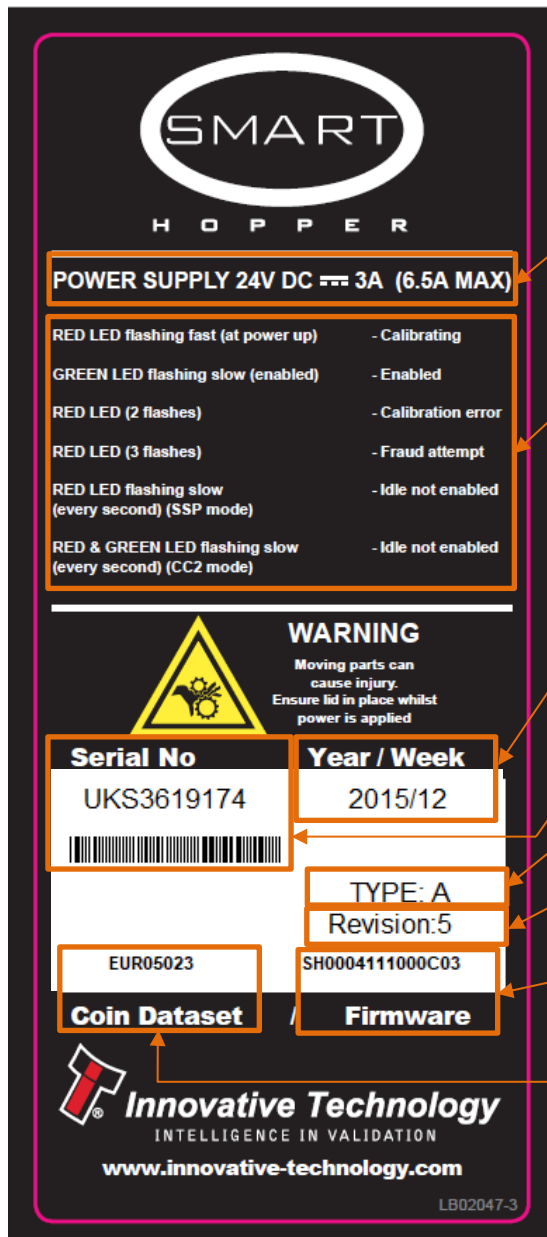 SMART
HOPPER
POWER SUPPLY 24V DC 3A (6.5A MAX)
RED LED flashing fast (at power up) - Calibrating
GREEN LED flashing slow (enabled) - Enabled
RED LED (2 flashes) - Calibration error
RED LED (3 flashes) - Fraud attempt
RED LED flashing slow - Idle not enabled
(every second) (SSP mode)
RED & GREEN LED flashing slow - Idle not enabled
(every second) (CC2 mode)
WARNING
Moving parts can
cause injury.
Ensure lid in place whilst
power is applied
Serial No Year / Week
UKS3619174 2015/12
TYPE: A
Revision:5
EUR05023 SH0004111000C03
Coin Dataset / Firmware
Innovative Technology
INTELLIGENCE IN VALIDATION
www.innovative-technology.com
LB02047-3